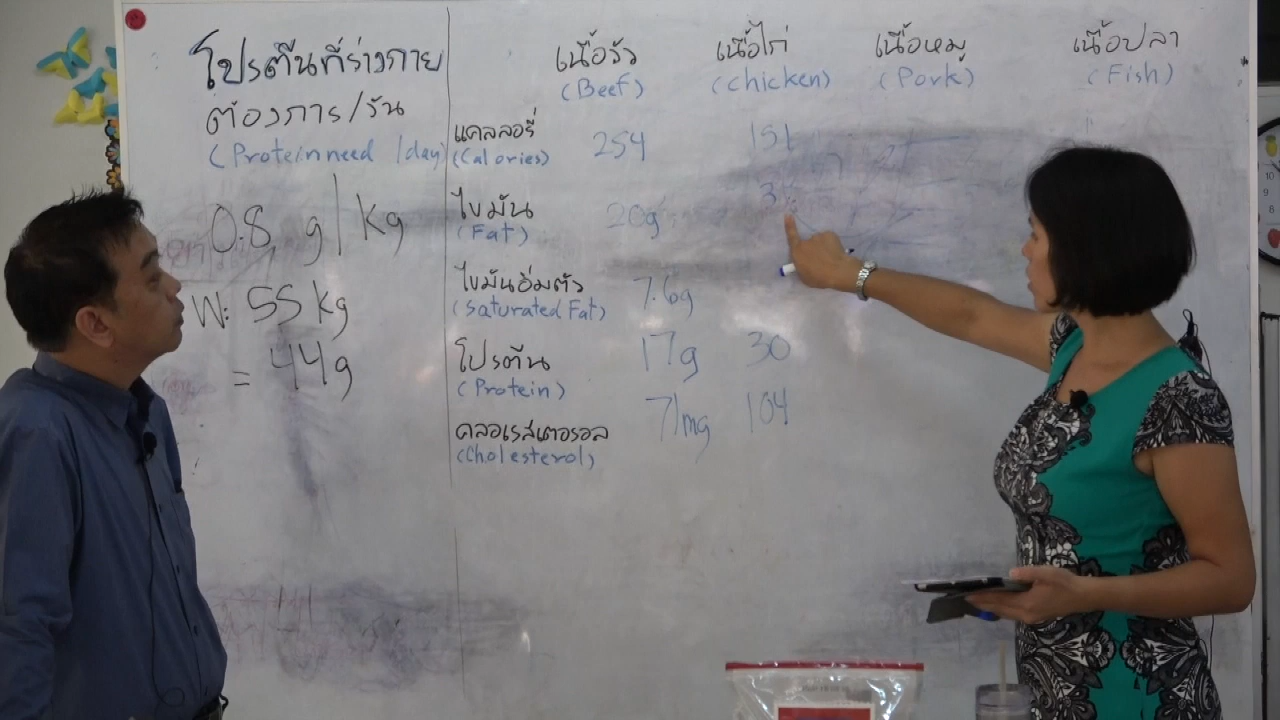 โปรตีนที่ร่างกาย
ต้องการ/วัน
(Protein need /day)
0.8 g/Kg
W: 55 kg
= 44g
เนื้อวัว เนื้อไก่ เนื้อหมู เนื้อปลา
(Beef) (Chicken) (Pork) (Fish)
แคลลอรี่ 254 151
(Calories)
ไขมัน 20g 3
(Fat)
ไขมันอิ่มตัว 7.6g
(Saturated Fat)
โปรตีน 17g 30
(Protein)
คลอเรสเตอรอล 71mg 104
(Cholesterol)